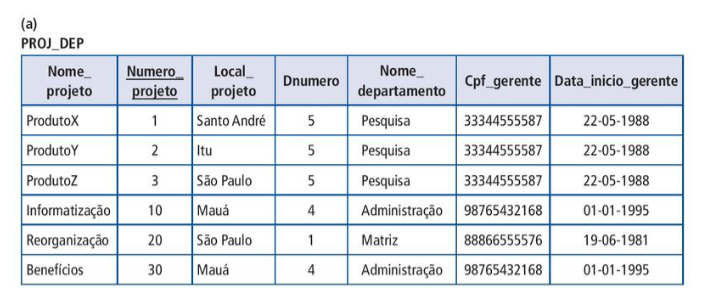 (a)
PROJ_DEP
Nome_ projeto Numero_ projeto Local_ projeto Dnumero Nome_ departamento Cpf_gerente Data_inicio_gerente
ProdutoX 1 Santo André 5 Pesquisa 33344555587 22-05-1988
ProdutoY 2 Itu 5 Pesquisa 33344555587 22-05-1988
ProdutoZ 3 São Paulo 5 Pesquisa 33344555587 22-05-1988
Informatização 10 Mauá 4 Administração 98765432168 01-01-1995
Reorganização 20 São Paulo 1 Matriz 88866555576 19-06-1981
Benefícios 30 Mauá 4 Administração 98765432168 01-01-1995